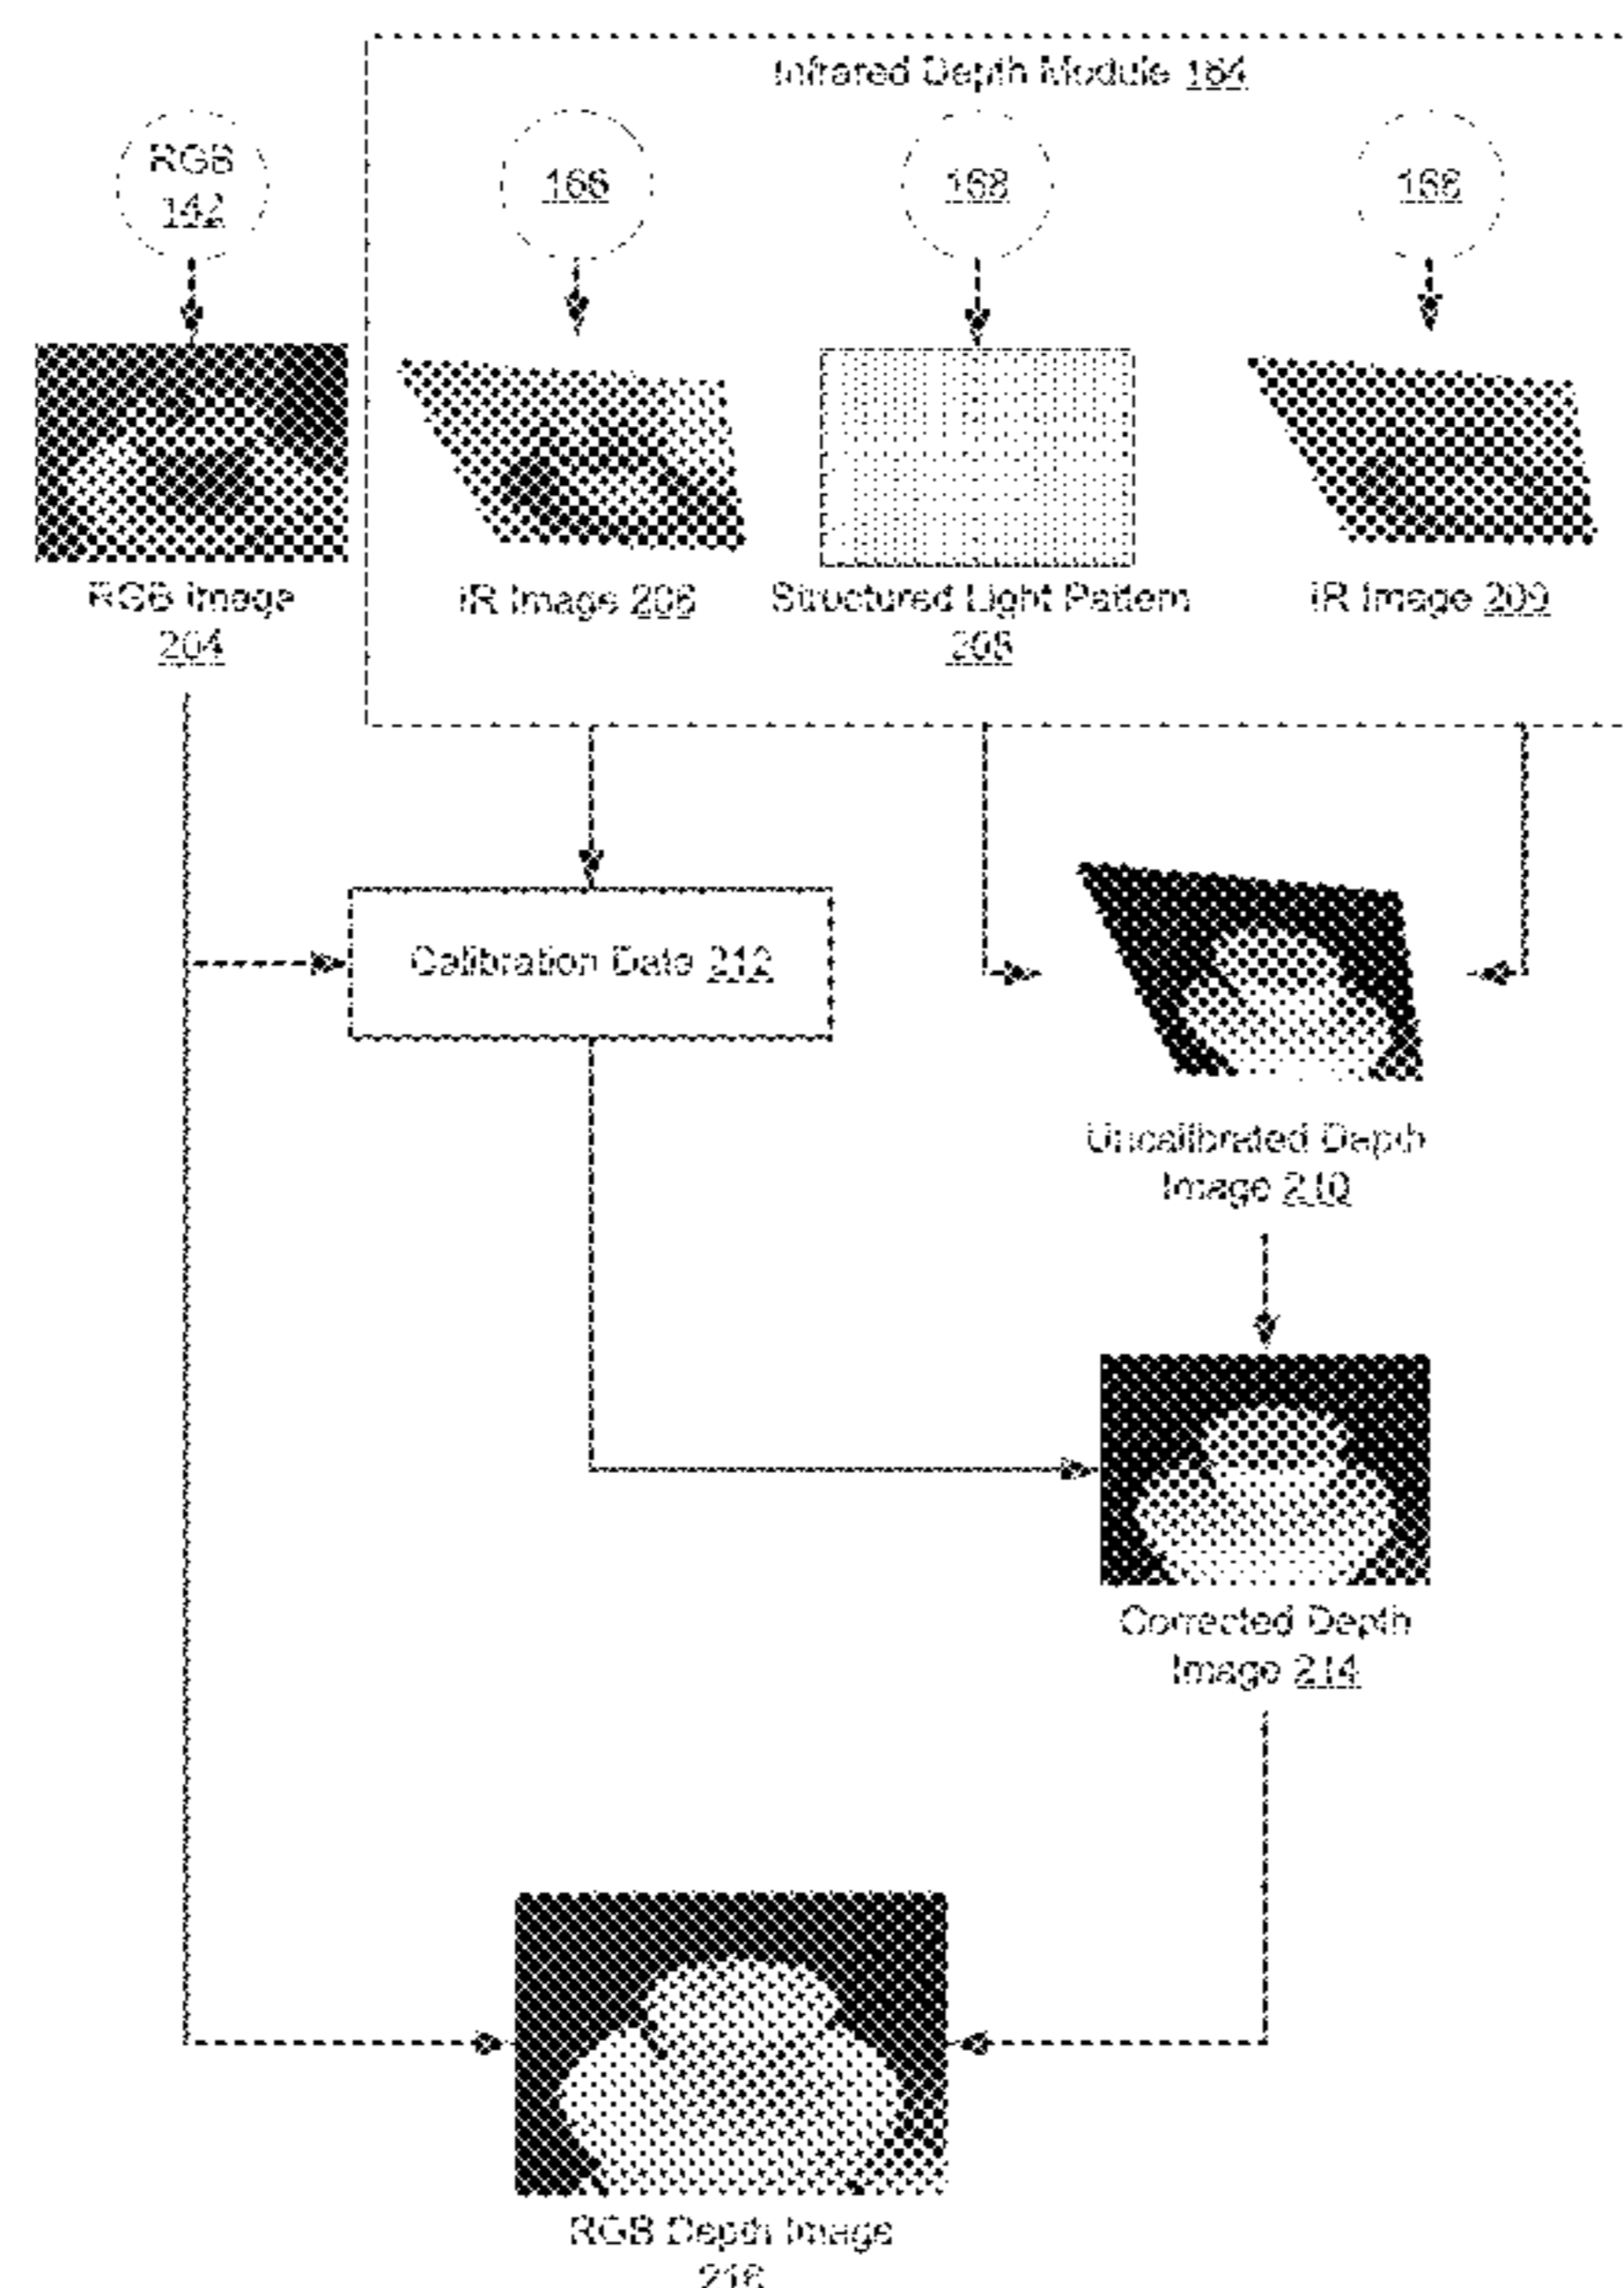 Infrared Depth Module 164
RGB
142
166
168
166
RGB Image
204
IR Image 206
Structured Light Pattern
208
IR Image 209
Calibration Data 212
Uncalibrated Depth
Image 210
Corrected Depth
Image 214
RGB Depth Image
216